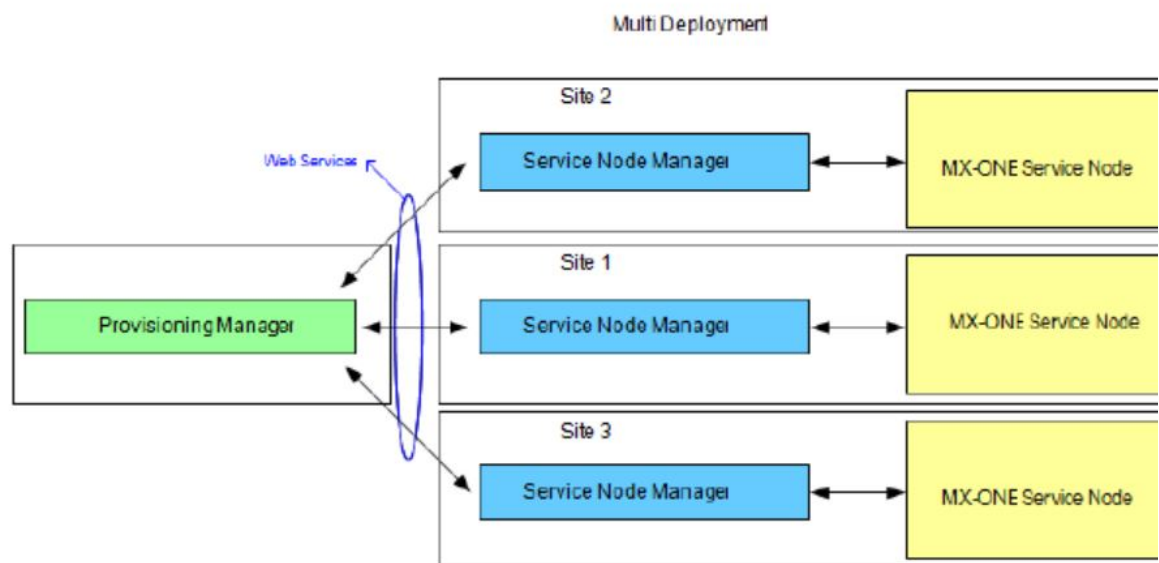 Multi Deployment
Site 2
Web Services
Service Node Manager
MX-ONE Service Node
Site 1
Provisioning Manager
Service Node Manager
MX-ONE Service Node
Site 3
Service Node Manager
MX-ONE Service Node